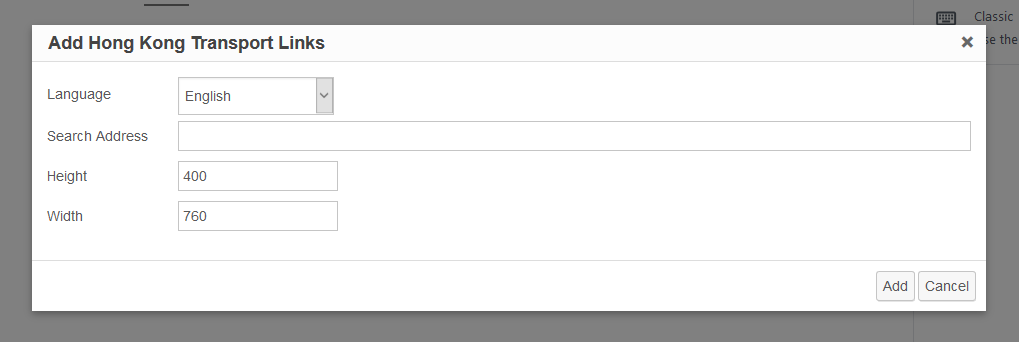 Classic
se the
Add Hong Kong Transport Links
Language
English
Search Address
Height
400
Width
760
Add
Cancel